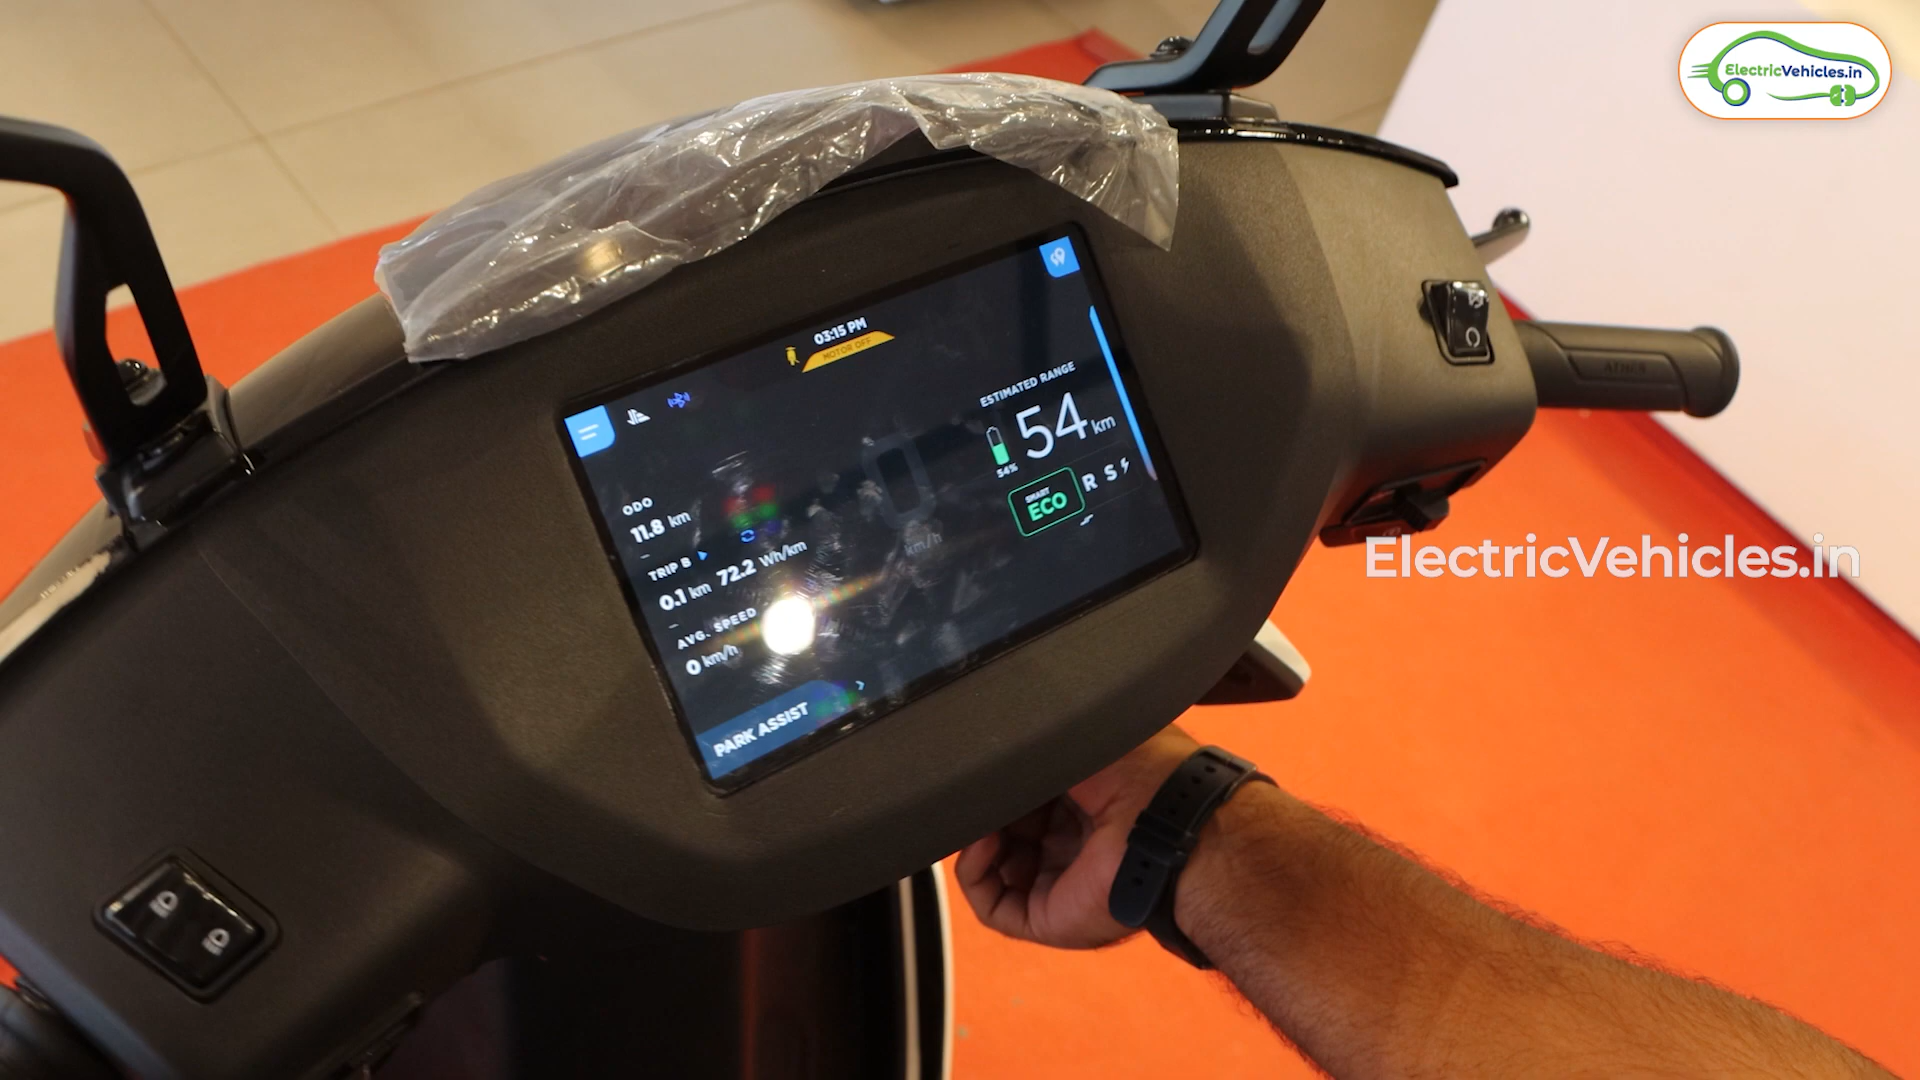 ElectricVehicles.in
03:15 PM
MOTOR OFF
ESTIMATED RANGE
54 km
54%
SMART
ECO R S
ODO
11.8 km
TRIP B
0.1 km 72.2 Wh/km
AVG. SPEED
0 km/h
km/h
PARK ASSIST
ATHER
ElectricVehicles.in